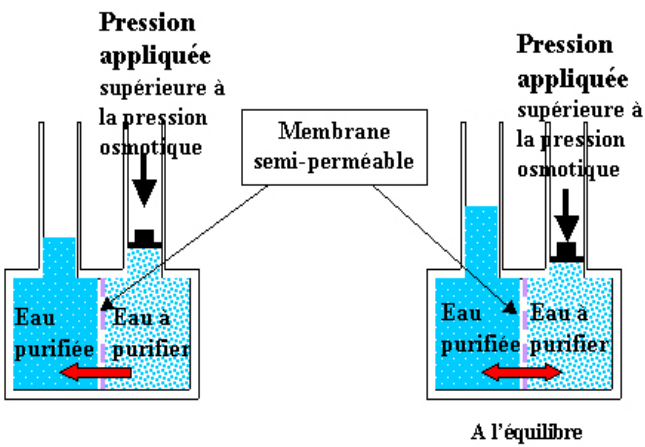 Pression
appliquée
supérieure à
la pression
osmotique
Membrane
semi-perméable
Pression
appliquée
supérieure à
la pression
osmotique
Eau
purifiée
Eau à
purifier
Eau
purifiée
Eau à
purifier
A l'équilibre